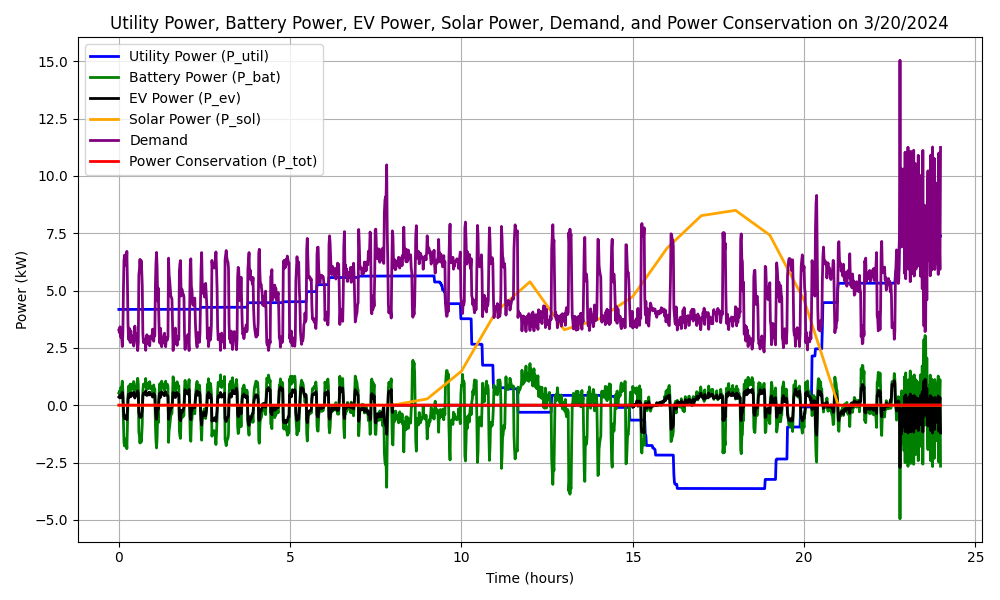 Utility Power, Battery Power, EV Power, Solar Power, Demand, and Power Conservation on 3/20/2024
Utility Power (P_util)
Battery Power (P_bat)
EV Power (P_ev)
Solar Power (P_sol)
Demand
Power Conservation (P_tot)
Power (kW)
15.0
12.5
10.0
7.5
5.0
2.5
0.0
−2.5
−5.0
0 5 10 15 20 25
Time (hours)